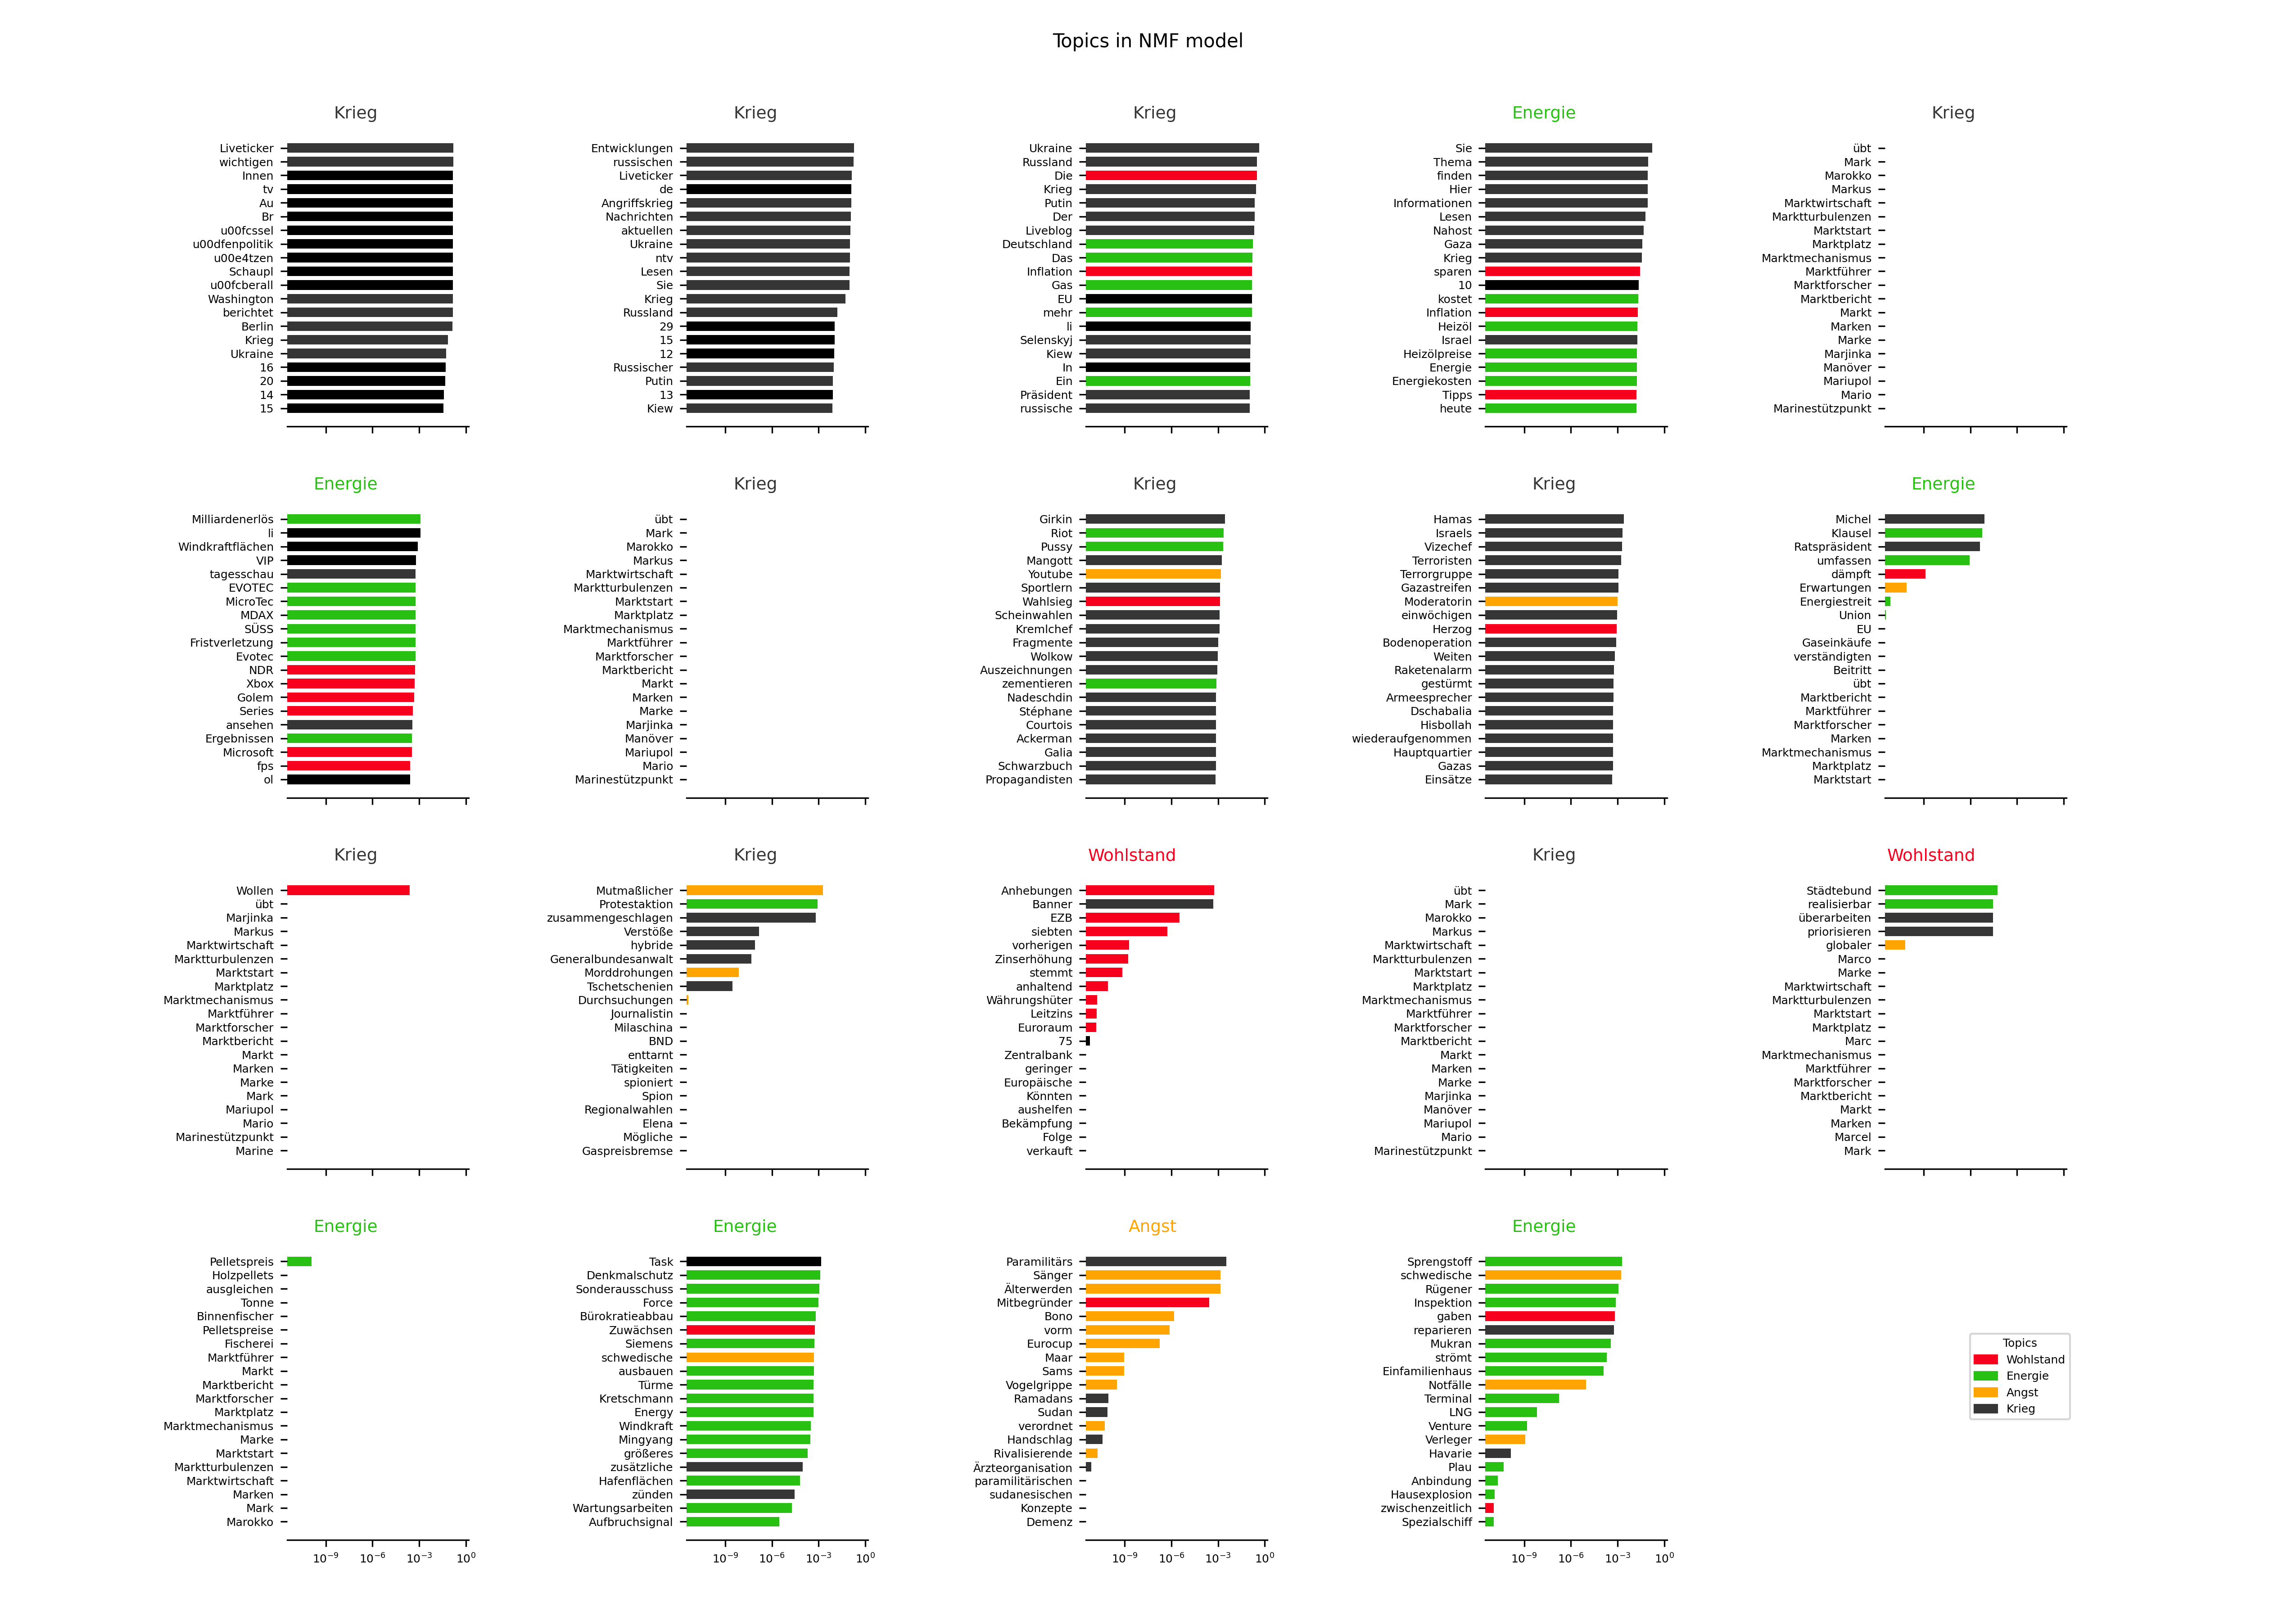 Topics in NMF model
Krieg
Liveticker
wichtigen
Innen
tv
Au
Br
u00fcssel
u00dfenpolitik
u00e4tzen
Schaupl
u00fcberall
Washington
berichtet
Berlin
Krieg
Ukraine
16
20
14
15
Krieg
Entwicklungen
russischen
Liveticker
de
Angriffskrieg
Nachrichten
aktuellen
Ukraine
ntv
Lesen
Sie
Krieg
Russland
29
15
12
Russischer
Putin
13
Kiew
Krieg
Ukraine
Russland
Die
Krieg
Putin
Der
Liveblog
Deutschland
Das
Inflation
Gas
EU
mehr
li
Selenskyj
Kiew
In
Ein
Präsident
russische
Energie
Sie
Thema
finden
Hier
Informationen
Lesen
Nahost
Gaza
Krieg
sparen
10
kostet
Inflation
Heizöl
Israel
Heizölpreise
Energie
Energiekosten
Tipps
heute
Krieg
übt
Mark
Marokko
Markus
Marktwirtschaft
Marktturbulenzen
Marktstart
Marktplatz
Marktmechanismus
Marktführer
Marktforscher
Marktbericht
Markt
Marken
Marke
Marjinka
Manöver
Mariupol
Mario
Marinestützpunkt
Energie
Milliardenerlös
li
Windkraftflächen
VIP
tagesschau
EVOTEC
MicroTec
MDAX
SÜSS
Fristverletzung
Evotec
NDR
Xbox
Golem
Series
ansehen
Ergebnissen
Microsoft
fps
ol
Krieg
übt
Mark
Marokko
Markus
Marktwirtschaft
Marktturbulenzen
Marktstart
Marktplatz
Marktmechanismus
Marktführer
Marktforscher
Marktbericht
Markt
Marken
Marke
Marjinka
Manöver
Mariupol
Mario
Marinestützpunkt
Krieg
Girkin
Riot
Pussy
Mangott
Youtube
Sportlern
Wahlsieg
Scheinwahlen
Kremlchef
Fragmente
Wolkow
Auszeichnungen
zementieren
Nadeschdin
Stéphane
Courtois
Ackerman
Galia
Schwarzbuch
Propagandisten
Krieg
Hamas
Israels
Vizechef
Terroristen
Terrorgruppe
Gazastreifen
Moderatorin
einwöchigen
Herzog
Bodenoperation
Weiten
Raketenalarm
gestürmt
Armeesprecher
Dschabalia
Hisbollah
wiederaufgenommen
Hauptquartier
Gazas
Einsätze
Energie
Michel
Klausel
Ratspräsident
umfassen
dämpft
Erwartungen
Energiestreit
Union
EU
Gaseinkäufe
verständigten
Beitritt
übt
Marktbericht
Marktführer
Marktforscher
Marken
Marktmechanismus
Marktplatz
Marktstart
Krieg
Wollen
übt
Marjinka
Markus
Marktwirtschaft
Marktturbulenzen
Marktstart
Marktplatz
Marktmechanismus
Marktführer
Marktforscher
Marktbericht
Markt
Marken
Marke
Mark
Mariupol
Mario
Marinestützpunkt
Marine
Krieg
Mutmaßlicher
Protestaktion
zusammengeschlagen
Verstöße
hybride
Generalbundesanwalt
Morddrohungen
Tschetschenien
Durchsuchungen
Journalistin
Milaschina
BND
enttarnt
Tätigkeiten
spioniert
Spion
Regionalwahlen
Elena
Mögliche
Gaspreisbremse
Wohlstand
Anhebungen
Banner
EZB
siebten
vorherigen
Zinserhöhung
stemmt
anhaltend
Währungshüter
Leitzins
Euroraum
75
Zentralbank
geringer
Europäische
Könnten
aushelfen
Bekämpfung
Folge
verkauft
Krieg
übt
Mark
Marokko
Markus
Marktwirtschaft
Marktturbulenzen
Marktstart
Marktplatz
Marktmechanismus
Marktführer
Marktforscher
Marktbericht
Markt
Marken
Marke
Marjinka
Manöver
Mariupol
Mario
Marinestützpunkt
Wohlstand
Städtebund
realisierbar
überarbeiten
priorisieren
globaler
Marco
Marke
Marktwirtschaft
Marktturbulenzen
Marktstart
Marktplatz
Marc
Marktmechanismus
Marktführer
Marktforscher
Marktbericht
Markt
Marken
Marcel
Mark
Energie
Pelletspreis
Holzpellets
ausgleichen
Tonne
Binnenfischer
Pelletspreise
Fischerei
Marktführer
Markt
Marktbericht
Marktforscher
Marktplatz
Marktmechanismus
Marke
Marktstart
Marktturbulenzen
Marktwirtschaft
Marken
Mark
Marokko
10⁻⁹ 10⁻⁶ 10⁻³ 10⁰
Energie
Task
Denkmalschutz
Sonderausschuss
Force
Bürokratieabbau
Zuwächsen
Siemens
schwedische
ausbauen
Türme
Kretschmann
Energy
Windkraft
Mingyang
größeres
zusätzliche
Hafenflächen
zünden
Wartungsarbeiten
Aufbruchsignal
10⁻⁹ 10⁻⁶ 10⁻³ 10⁰
Angst
Paramilitärs
Sänger
Älterwerden
Mitbegründer
Bono
vorm
Eurocup
Maar
Sams
Vogelgrippe
Ramadans
Sudan
verordnet
Handschlag
Rivalisierende
Ärzteorganisation
paramilitärischen
sudanesischen
Konzepte
Demenz
10⁻⁹ 10⁻⁶ 10⁻³ 10⁰
Energie
Sprengstoff
schwedische
Rügener
Inspektion
gaben
reparieren
Mukran
strömt
Einfamilienhaus
Notfälle
Terminal
LNG
Venture
Verleger
Havarie
Plau
Anbindung
Hausexplosion
zwischenzeitlich
Spezialschiff
10⁻⁹ 10⁻⁶ 10⁻³ 10⁰
Topics
Wohlstand
Energie
Angst
Krieg